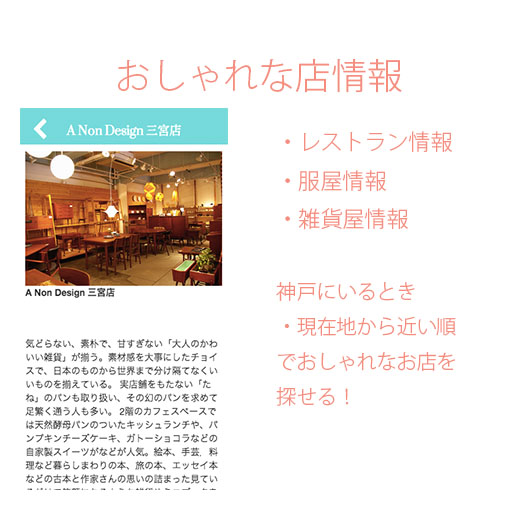 おしゃれな店情報
A Non Design 三宮店
A Non Design 三宮店
気どらない、素朴で、甘すぎない「大人のかわ
いい雑貨」が揃う。素材感を大事にしたチョイ
スで、日本のものから世界まで分け隔てなくい
いものを揃えている。 実店舗をもたない「た
ね」のパンも取り扱い、その幻のパンを求めて
足繁く通う人も多い。 2階のカフェスペースで
は天然酵母パンのついたキッシュランチや、パ
ンプキンチーズケーキ、ガトーショコラなどの
自家製スイーツがなどが人気。絵本、手芸、料
理など暮らしまわりの本、旅の本、エッセイ本
などの古本と作家さんの思いの詰まった見てい
・レストラン情報
・服屋情報
・雑貨屋情報
神戸にいるとき
・現在地から近い順
でおしゃれなお店を
探せる！